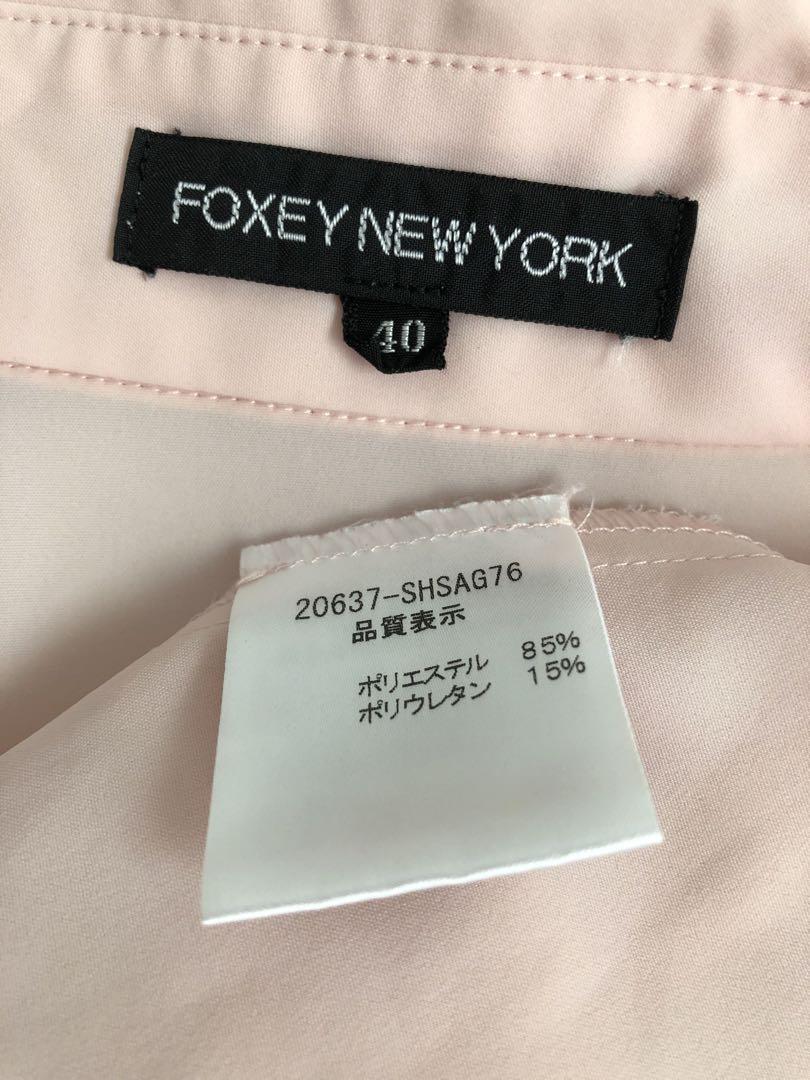 FOXEY NEW YORK
40
20637-SHSAG76
品質表示
ポリエステル 85%
ポリウレタン 15%